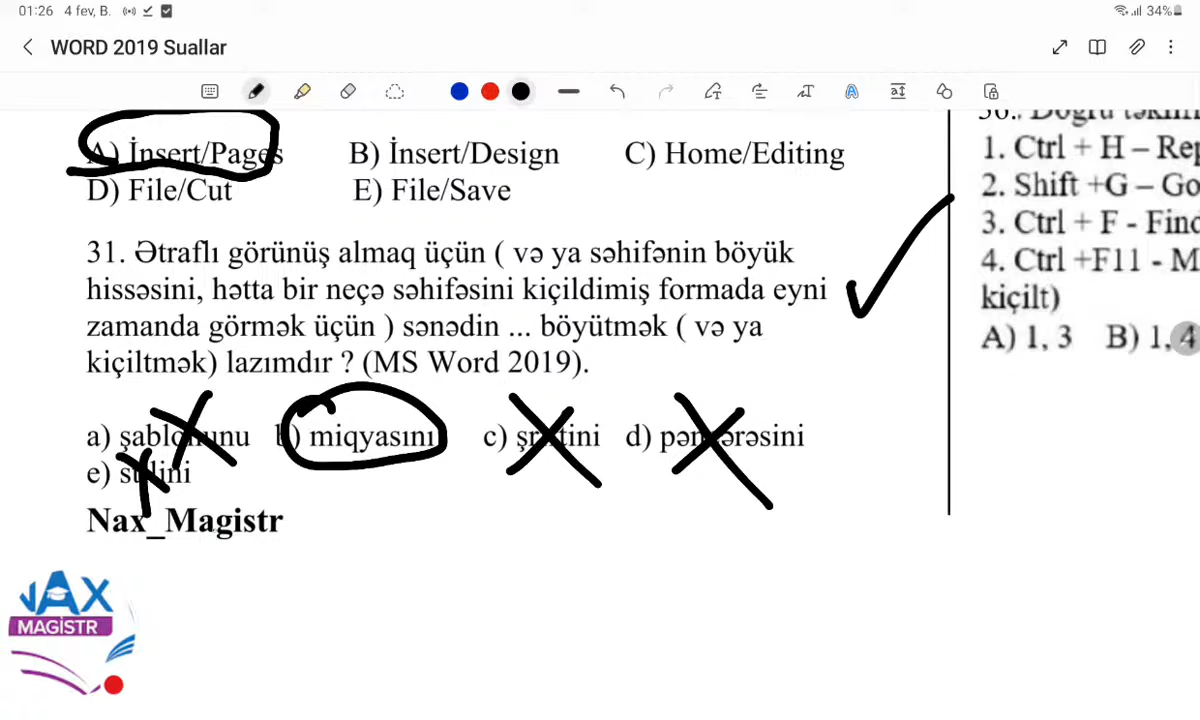 01:26 4 fev, B. 34%
WORD 2019 Suallar
A) İnsert/Pages B) İnsert/Design C) Home/Editing
D) File/Cut E) File/Save
31. Ətraflı görünüş almaq üçün ( və ya səhifənin böyük
hissəsini, hətta bir neçə səhifəsini kiçildimiş formada eyni
zamanda görmək üçün ) sənədin ... böyütmək ( və ya
kiçiltmək) lazımdır ? (MS Word 2019).
a) şablonunu b) miqyasını c) şriftini d) pəncərəsini
e) stilini
Nax_Magistr
VAX
MAGİSTR
1. Ctrl + H – Rep
2. Shift +G – Go
3. Ctrl + F - Find
4. Ctrl +F11 - M
kiçilt)
A) 1, 3 B) 1, 4